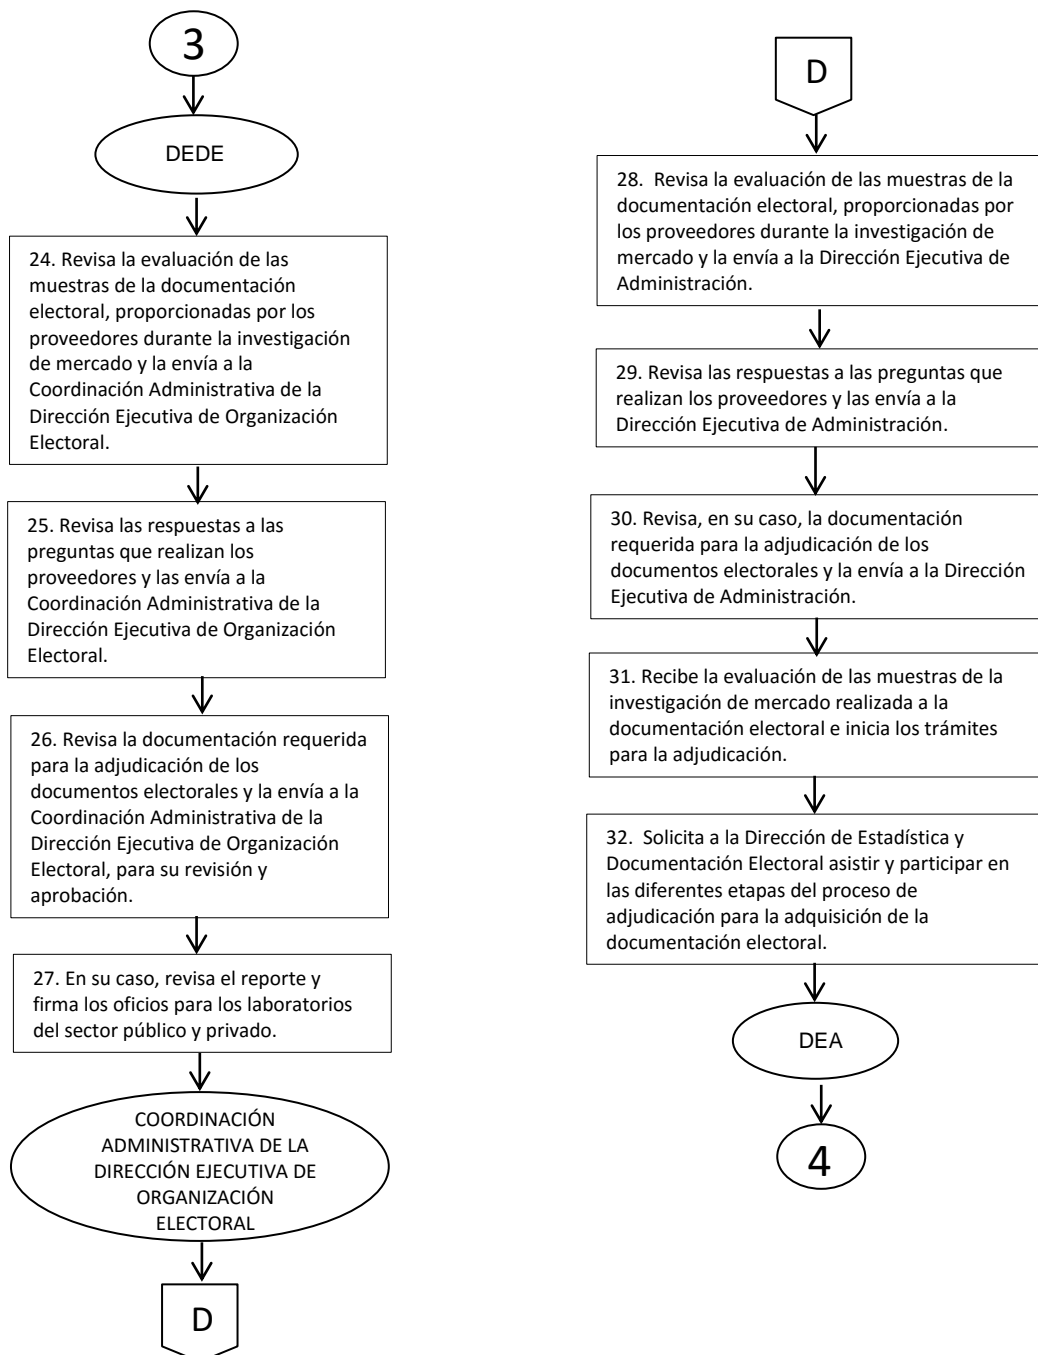 3
DEDE
24. Revisa la evaluación de las
muestras de la documentación
electoral, proporcionadas por los
proveedores durante la investigación
de mercado y la envía a la
Coordinación Administrativa de la
Dirección Ejecutiva de Organización
Electoral.
25. Revisa las respuestas a las
preguntas que realizan los
proveedores y las envía a la
Coordinación Administrativa de la
Dirección Ejecutiva de Organización
Electoral.
26. Revisa la documentación requerida
para la adjudicación de los
documentos electorales y la envía a la
Coordinación Administrativa de la
Dirección Ejecutiva de Organización
Electoral, para su revisión y
aprobación.
27. En su caso, revisa el reporte y
firma los oficios para los laboratorios
del sector público y privado.
COORDINACIÓN
ADMINISTRATIVA DE LA
DIRECCIÓN EJECUTIVA DE
ORGANIZACIÓN
ELECTORAL
D
D
28. Revisa la evaluación de las muestras de la
documentación electoral, proporcionadas por
los proveedores durante la investigación de
mercado y la envía a la Dirección Ejecutiva de
Administración.
29. Revisa las respuestas a las preguntas que
realizan los proveedores y las envía a la
Dirección Ejecutiva de Administración.
30. Revisa, en su caso, la documentación
requerida para la adjudicación de los
documentos electorales y la envía a la Dirección
Ejecutiva de Administración.
31. Recibe la evaluación de las muestras de la
investigación de mercado realizada a la
documentación electoral e inicia los trámites
para la adjudicación.
32. Solicita a la Dirección de Estadística y
Documentación Electoral asistir y participar en
las diferentes etapas del proceso de
adjudicación para la adquisición de la
documentación electoral.
DEA
4